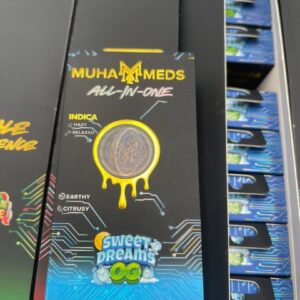 MUHA MEDS
ALL-IN-ONE
INDICA
HAZY
RELAXED
EARTHY
CITRUSY
SWEET
DREAMS
OG